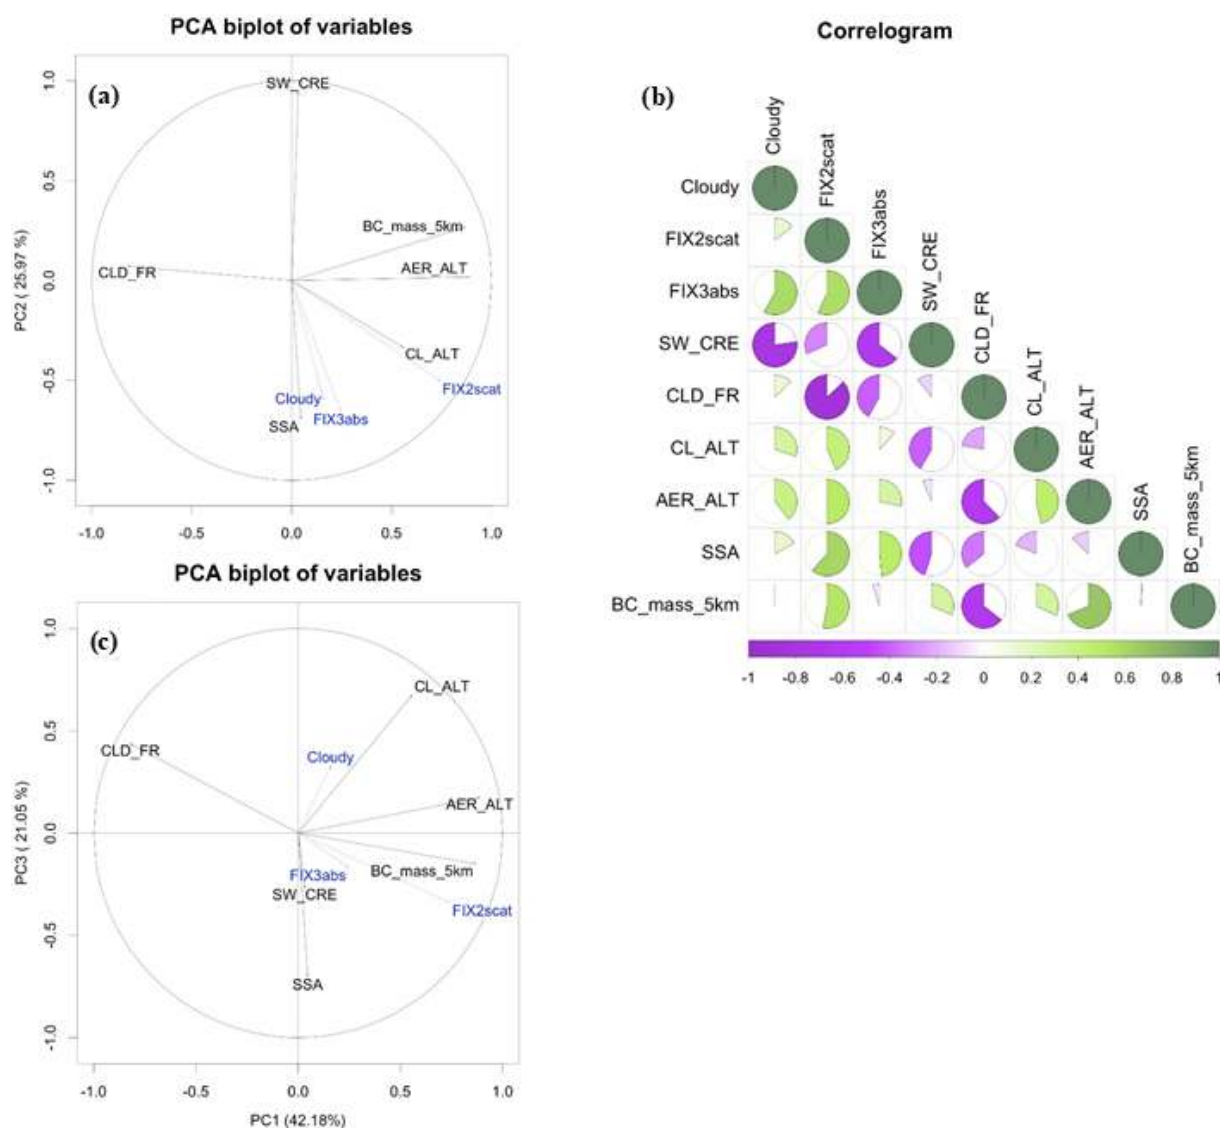 PCA biplot of variables
(a)
SW_CRE
BC_mass_5km
AER_ALT
CLD_FR
CL_ALT
FIX2scat
Cloudy
FIX3abs
SSA
PC2 ( 25.97 %)
1.0
0.5
0.0
-0.5
-1.0
-1.0 -0.5 0.0 0.5 1.0
Correlogram
(b)
Cloudy
FIX2scat
FIX3abs
SW_CRE
CLD_FR
CL_ALT
AER_ALT
SSA
BC_mass_5km
Cloudy
FIX2scat
FIX3abs
SW_CRE
CLD_FR
CL_ALT
AER_ALT
SSA
BC_mass_5km
-1 -0.8 -0.6 -0.4 -0.2 0 0.2 0.4 0.6 0.8 1
PCA biplot of variables
(c)
CL_ALT
CLD_FR
Cloudy
AER_ALT
FIX3abs
BC_mass_5km
SW_CRE
FIX2scat
SSA
PC3 ( 21.05 %)
1.0
0.5
0.0
-0.5
-1.0
-1.0 -0.5 0.0 0.5 1.0
PC1 (42.18%)